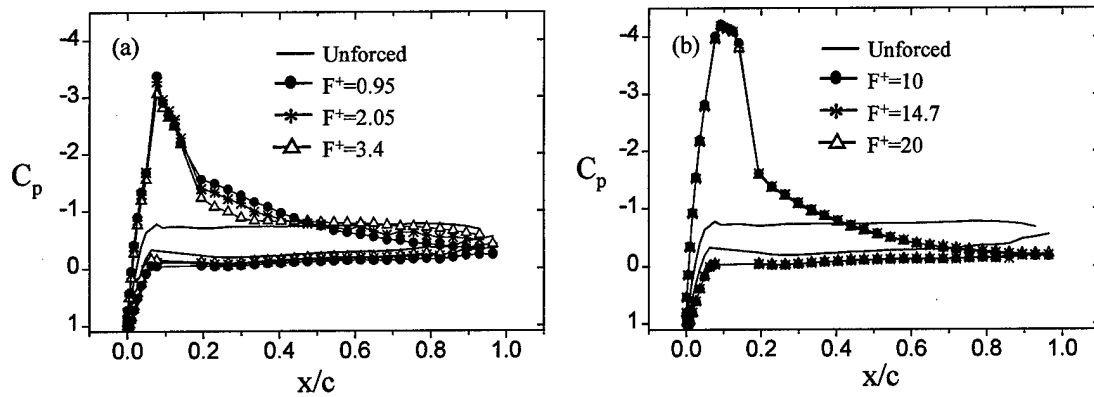 (a)
Unforced
F⁺=0.95
F⁺=2.05
F⁺=3.4
-4
-3
-2
-1
0
1
Cₚ
0.0 0.2 0.4 0.6 0.8 1.0
x/c
(b)
Unforced
F⁺=10
F⁺=14.7
F⁺=20
-4
-3
-2
-1
0
1
Cₚ
0.0 0.2 0.4 0.6 0.8 1.0
x/c